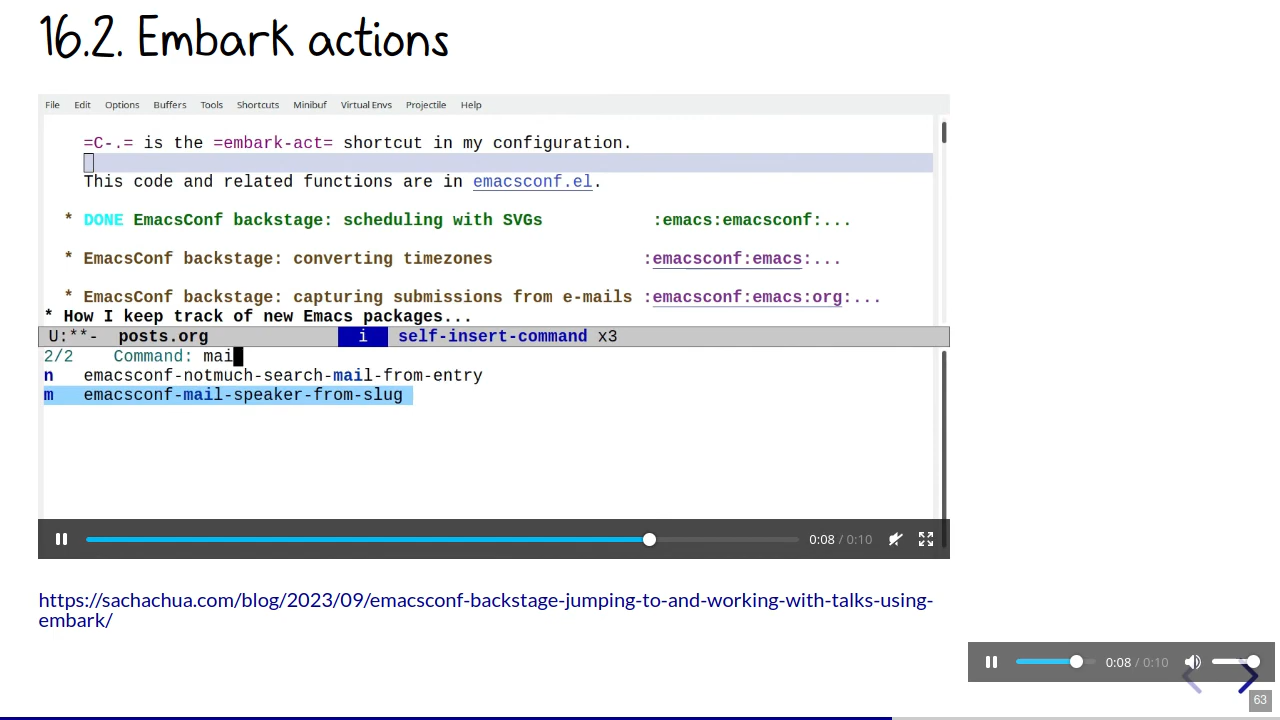 16.2. Embark actions
File Edit Options Buffers Tools Shortcuts Minibuf Virtual Envs Projectile Help
=C-.= is the =embark-act= shortcut in my configuration.
This code and related functions are in emacsconf.el.
* DONE EmacsConf backstage: scheduling with SVGs :emacs:emacsconf:...
* EmacsConf backstage: converting timezones :emacsconf:emacs:...
* EmacsConf backstage: capturing submissions from e-mails :emacsconf:emacs:org:...
* How I keep track of new Emacs packages...
U:**- posts.org i self-insert-command x3
2/2 Command: mai
n emacsconf-notmuch-search-mail-from-entry
m emacsconf-mail-speaker-from-slug
0:08 / 0:10
https://sachachua.com/blog/2023/09/emacsconf-backstage-jumping-to-and-working-with-talks-using-
embark/
0:08 / 0:10
63